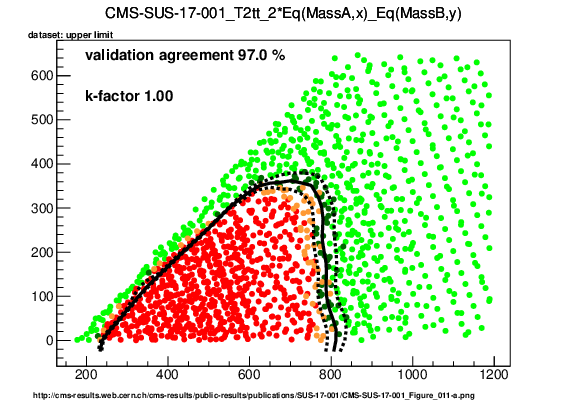 CMS-SUS-17-001_T2tt_2*Eq(MassA,x)_Eq(MassB,y)
dataset: upper limit
validation agreement 97.0 %
k-factor 1.00
600
500
400
300
200
100
0
200 400 600 800 1000 1200
http://cms-results.web.cern.ch/cms-results/public-results/publications/SUS-17-001/CMS-SUS-17-001_Figure_011-a.png